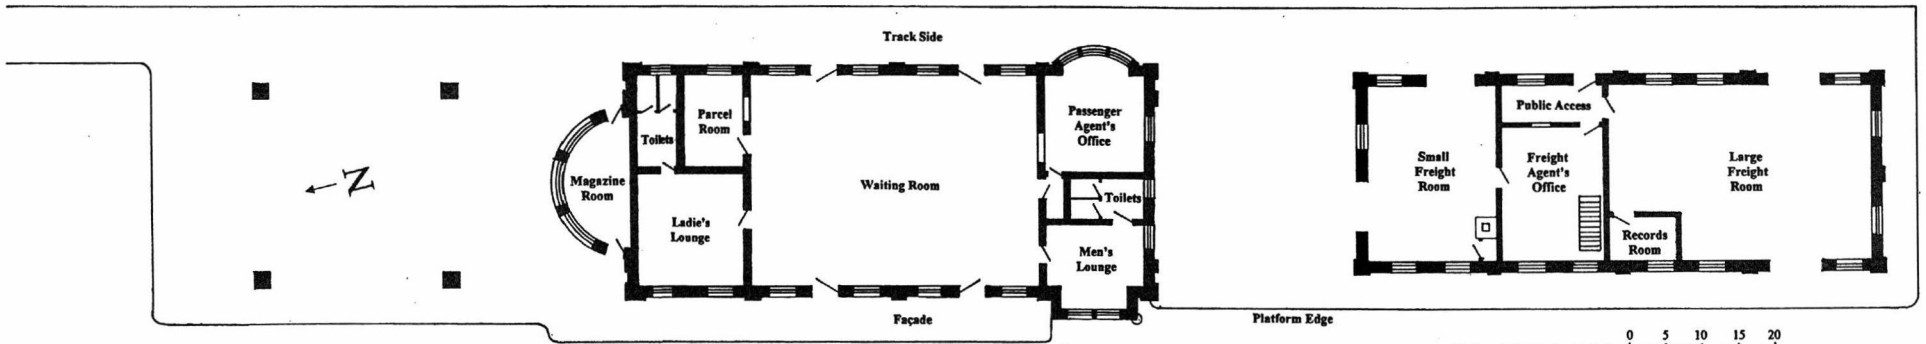 Track Side
Parcel
Room
Toilets
Magazine
Room
Ladie's
Lounge
Waiting Room
Passenger
Agent's
Office
Toilets
Men's
Lounge
Façade
Platform Edge
N
Public Access
Small
Freight
Room
Freight
Agent's
Office
Large
Freight
Room
Records
Room
0 5 10 15 20